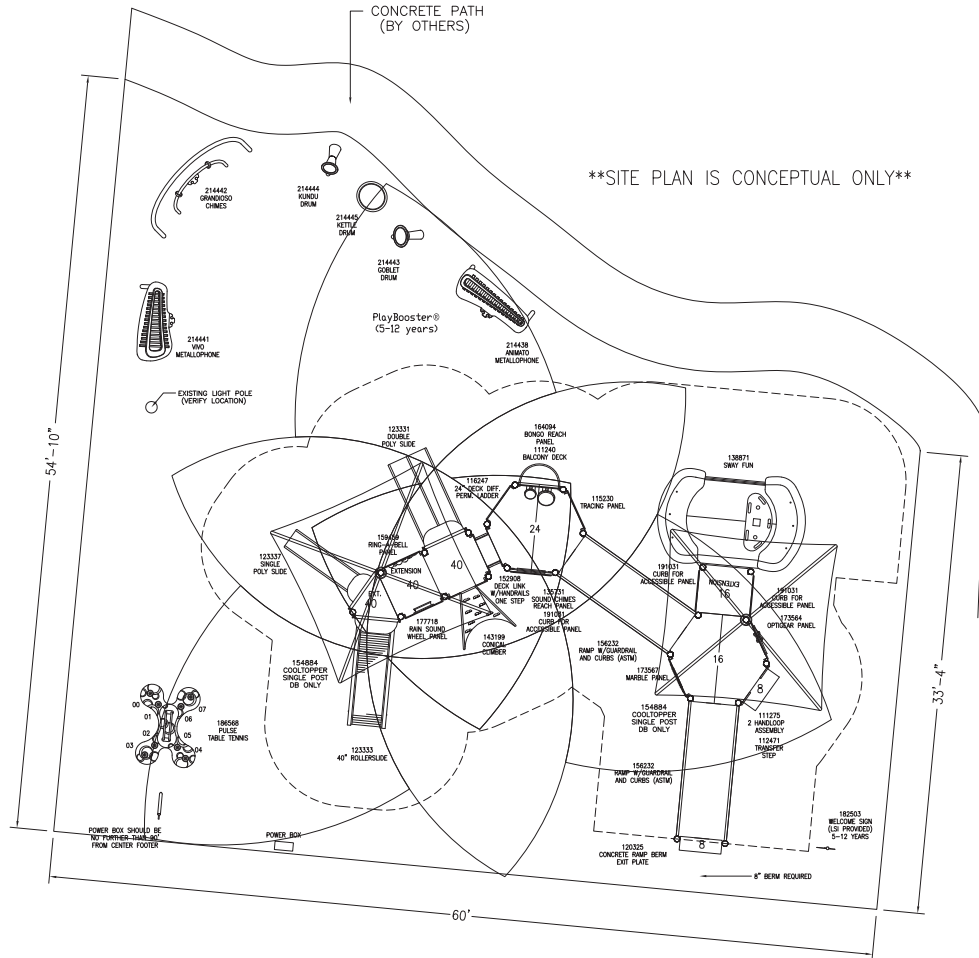 CONCRETE PATH
(BY OTHERS)
**SITE PLAN IS CONCEPTUAL ONLY**
214442
GRANDIOSO
CHIMES
214444
KUNDU
DRUM
214445
KETTLE
DRUM
214443
GOBLET
DRUM
PlayBooster®
(5-12 years)
214441
VIVO
METALLOPHONE
214438
ANIMATO
METALLOPHONE
EXISTING LIGHT POLE
(VERIFY LOCATION)
54'-10"
123331
DOUBLE
POLY SLIDE
164094
BONGO REACH
PANEL
111240
BALCONY DECK
138871
SWAY FUN
116247
24" DECK DIFF.
PERM. LADDER
115230
TRACING PANEL
24
159459
RING-A-BELL
PANEL
EXTENSION
40
40
EXT.
40
123337
SINGLE
POLY SLIDE
152908
DECK LINK
W/HANDRAILS
ONE STEP
135731
SOUND CHIMES
REACH PANEL
191031
CURB FOR
ACCESSIBLE PANEL
191031
CURB FOR
ACCESSIBLE PANEL
EXTENSION
16
191031
CURB FOR
ACCESSIBLE PANEL
173564
OPTIGEAR PANEL
177718
RAIN SOUND
WHEEL PANEL
143199
CONICAL
CLIMBER
156232
RAMP W/GUARDRAIL
AND CURBS (ASTM)
16
173567
MARBLE PANEL
8
154884
COOLTOPPER
SINGLE POST
DB ONLY
154884
COOLTOPPER
SINGLE POST
DB ONLY
111275
2 HANDLOOP
ASSEMBLY
112471
TRANSFER
STEP
33'-4"
00
01
02
03
04
05
06
07
186568
PULSE
TABLE TENNIS
123333
40" ROLLERSLIDE
156232
RAMP W/GUARDRAIL
AND CURBS (ASTM)
POWER BOX SHOULD BE
NO FURTHER THAN 90'
FROM CENTER FOOTER
POWER BOX
120325
CONCRETE RAMP BERM
EXIT PLATE
8
182503
WELCOME SIGN
(LSI PROVIDED)
5-12 YEARS
8" BERM REQUIRED
60'